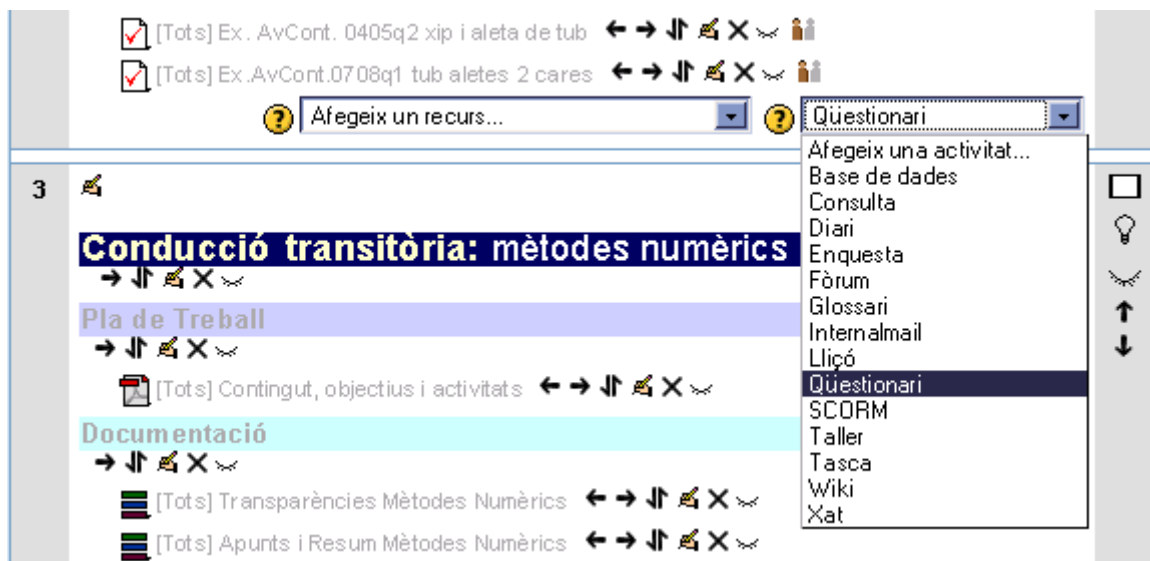 [Tots] Ex. AvCont. 0405q2 xip i aleta de tub
[Tots] Ex.AvCont.0708q1 tub aletes 2 cares
Afegeix un recurs...
Qüestionari
Afegeix una activitat...
Base de dades
Consulta
Diari
Enquesta
Fòrum
Glossari
Internalmail
Lliçó
Qüestionari
SCORM
Taller
Tasca
Wiki
Xat
3
Conducció transitòria: mètodes numèrics
Pla de Treball
[Tots] Contingut, objectius i activitats
Documentació
[Tots] Transparències Mètodes Numèrics
[Tots] Apunts i Resum Mètodes Numèrics